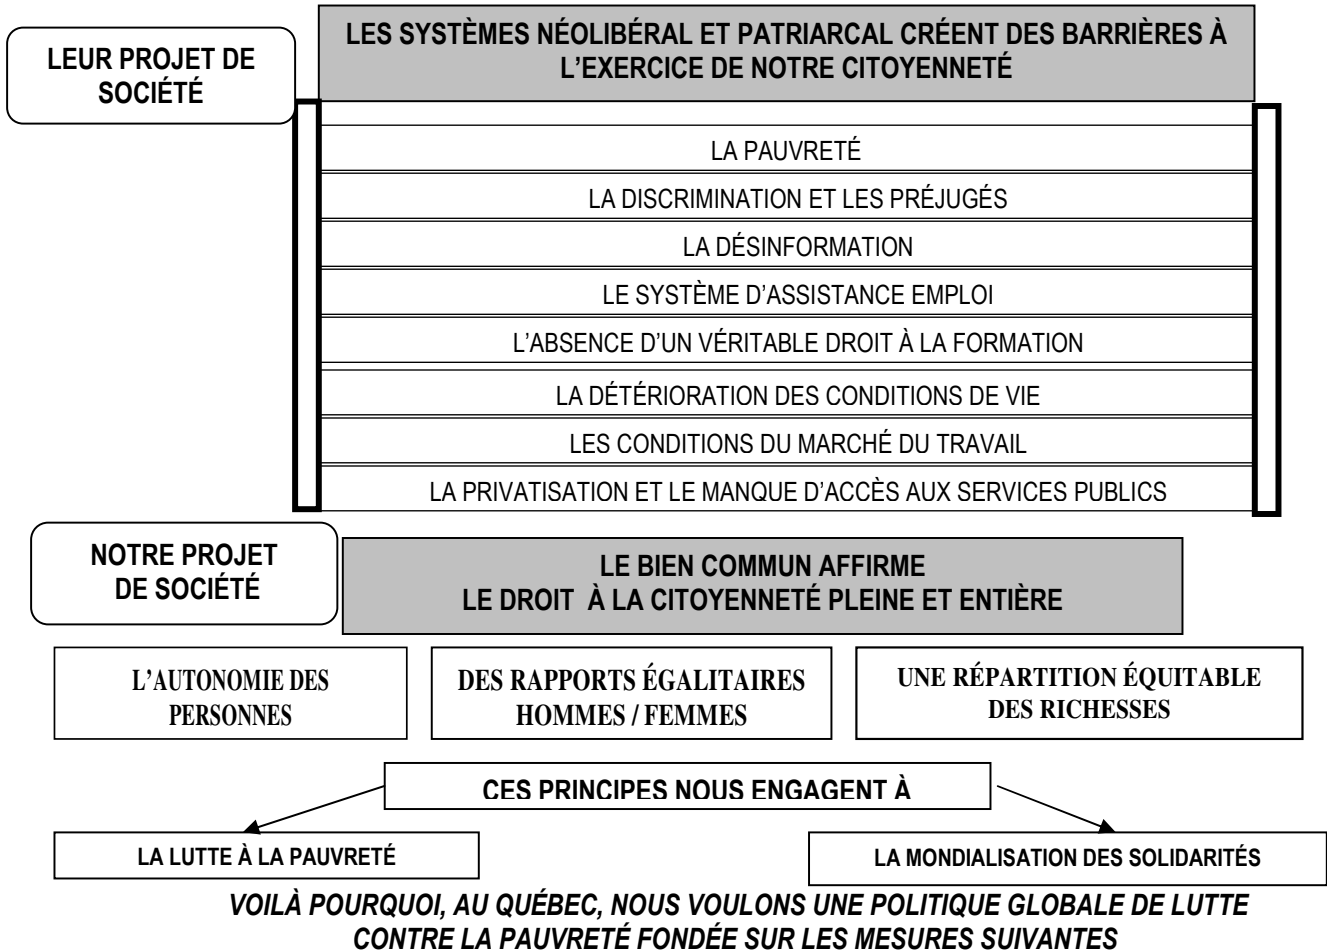 LEUR PROJET DE
SOCIÉTÉ
LES SYSTÈMES NÉOLIBÉRAL ET PATRIARCAL CRÉENT DES BARRIÈRES À
L’EXERCICE DE NOTRE CITOYENNETÉ
LA PAUVRETÉ
LA DISCRIMINATION ET LES PRÉJUGÉS
LA DÉSINFORMATION
LE SYSTÈME D’ASSISTANCE EMPLOI
L’ABSENCE D’UN VÉRITABLE DROIT À LA FORMATION
LA DÉTÉRIORATION DES CONDITIONS DE VIE
LES CONDITIONS DU MARCHÉ DU TRAVAIL
LA PRIVATISATION ET LE MANQUE D’ACCÈS AUX SERVICES PUBLICS
NOTRE PROJET
DE SOCIÉTÉ
LE BIEN COMMUN AFFIRME
LE DROIT À LA CITOYENNETÉ PLEINE ET ENTIÈRE
L’AUTONOMIE DES
PERSONNES
DES RAPPORTS ÉGALITAIRES
HOMMES / FEMMES
UNE RÉPARTITION ÉQUITABLE
DES RICHESSES
CES PRINCIPES NOUS ENGAGENT À
LA LUTTE À LA PAUVRETÉ
LA MONDIALISATION DES SOLIDARITÉS
VOILÀ POURQUOI, AU QUÉBEC, NOUS VOULONS UNE POLITIQUE GLOBALE DE LUTTE
CONTRE LA PAUVRETÉ FONDÉE SUR LES MESURES SUIVANTES